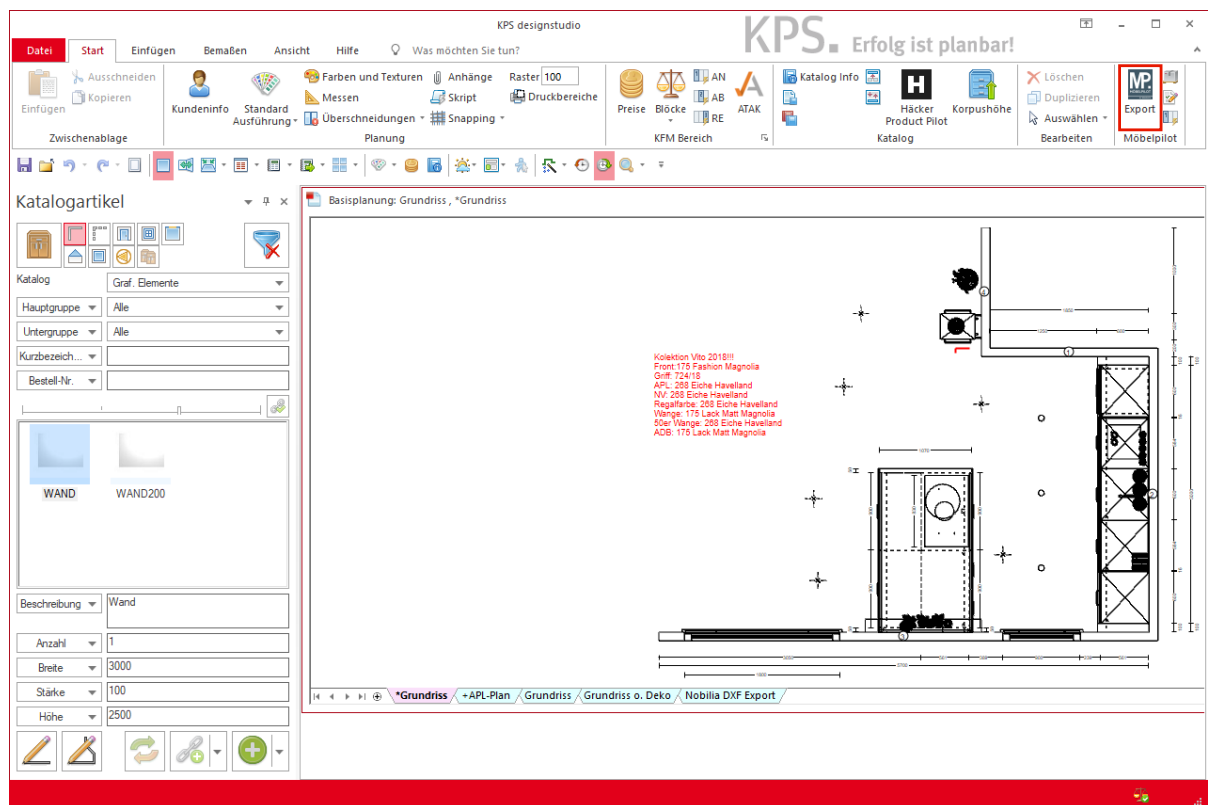 KPS designstudio
KPS. Erfolg ist planbar!
Datei Start Einfügen Bemaßen Ansicht Hilfe Was möchten Sie tun?
Einfügen
Ausschneiden
Kopieren
Zwischenablage
Kundeninfo
Standard Ausführung
Farben und Texturen
Messen
Überschneidungen
Anhänge
Skript
Snapping
Raster 100
Druckbereiche
Planung
Preise
Blöcke
AN
AB
RE
ATAK
KFM Bereich
Katalog Info
H
Häcker
Product Pilot
Korpushöhe
Katalog
Löschen
Duplizieren
Auswählen
Bearbeiten
MP.
Export
Möbelpilot
Katalogartikel
Katalog Graf. Elemente
Hauptgruppe Alle
Untergruppe Alle
Kurzbezeich...
Bestell-Nr.
WAND WAND200
Beschreibung Wand
Anzahl 1
Breite 3000
Stärke 100
Höhe 2500
Basisplanung: Grundriss , *Grundriss
Kolektion Vito 2018!!!
Front:175 Fashion Magnolia
Griff: 724/18
APL: 268 Eiche Havelland
NV: 268 Eiche Havelland
Regalfarbe: 268 Eiche Havelland
Wange: 175 Lack Matt Magnolia
50er Wange: 268 Eiche Havelland
ADB: 175 Lack Matt Magnolia
4
1
2
3
*Grundriss +APL-Plan Grundriss Grundriss o. Deko Nobilia DXF Export